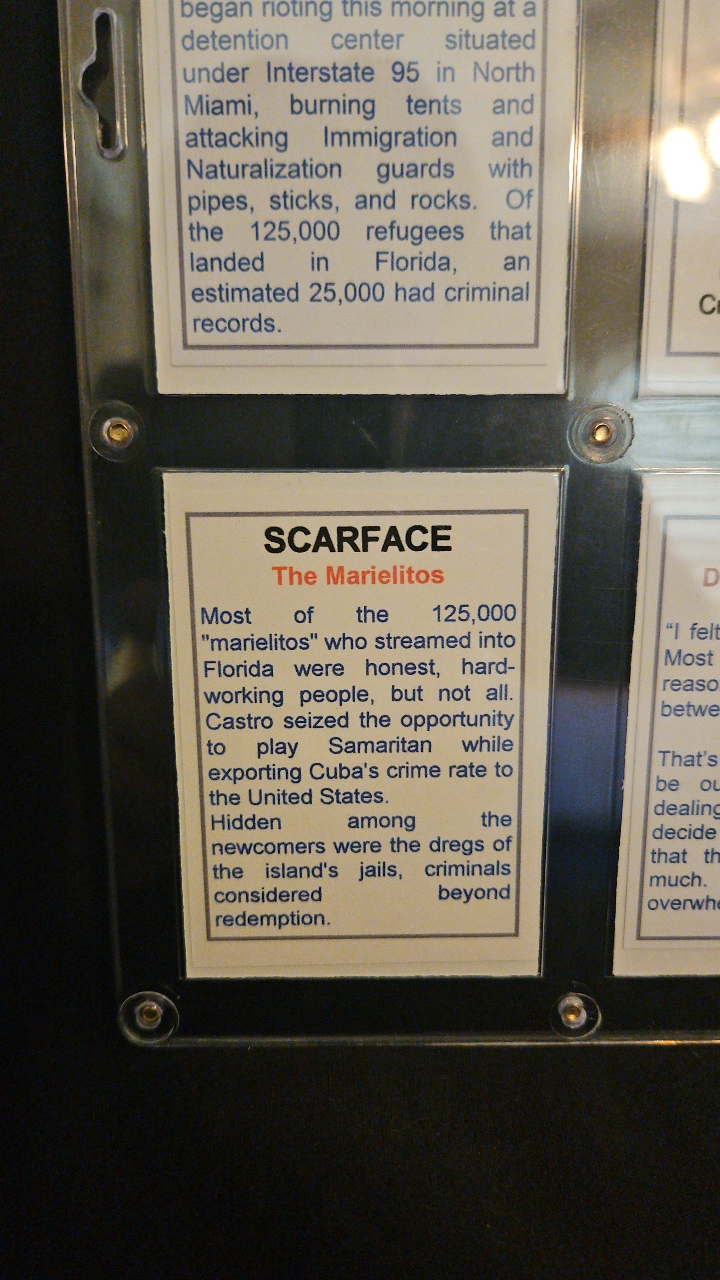 began rioting this morning at a
detention center situated
under Interstate 95 in North
Miami, burning tents and
attacking Immigration and
Naturalization guards with
pipes, sticks, and rocks. Of
the 125,000 refugees that
landed in Florida, an
estimated 25,000 had criminal
records.
SCARFACE
The Marielitos
Most of the 125,000
"marielitos" who streamed into
Florida were honest, hard-
working people, but not all.
Castro seized the opportunity
to play Samaritan while
exporting Cuba's crime rate to
the United States.
Hidden among the
newcomers were the dregs of
the island's jails, criminals
considered beyond
redemption.
“I felt
Most
That's
be
dealing
decide
that
much.